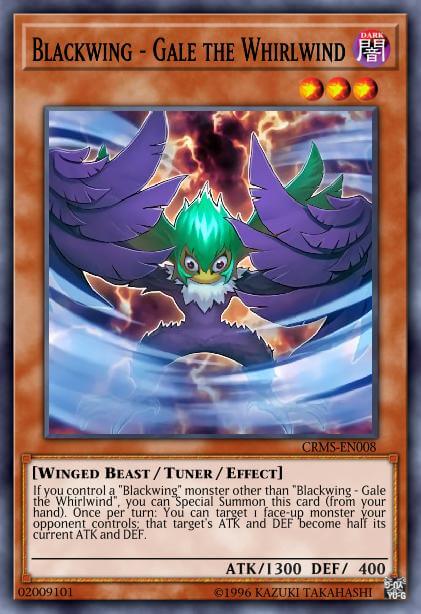 BLACKWING - GALE THE WHIRLWIND
DARK
闇
CRMS-EN008
[WINGED BEAST / TUNER / EFFECT]
If you control a "Blackwing" monster other than "Blackwing - Gale
the Whirlwind", you can Special Summon this card (from your
hand). Once per turn: You can target 1 face-up monster your
opponent controls; that target's ATK and DEF become half its
current ATK and DEF.
ATK/1300 DEF/ 400
02009101
©1996 KAZUKI TAKAHASHI